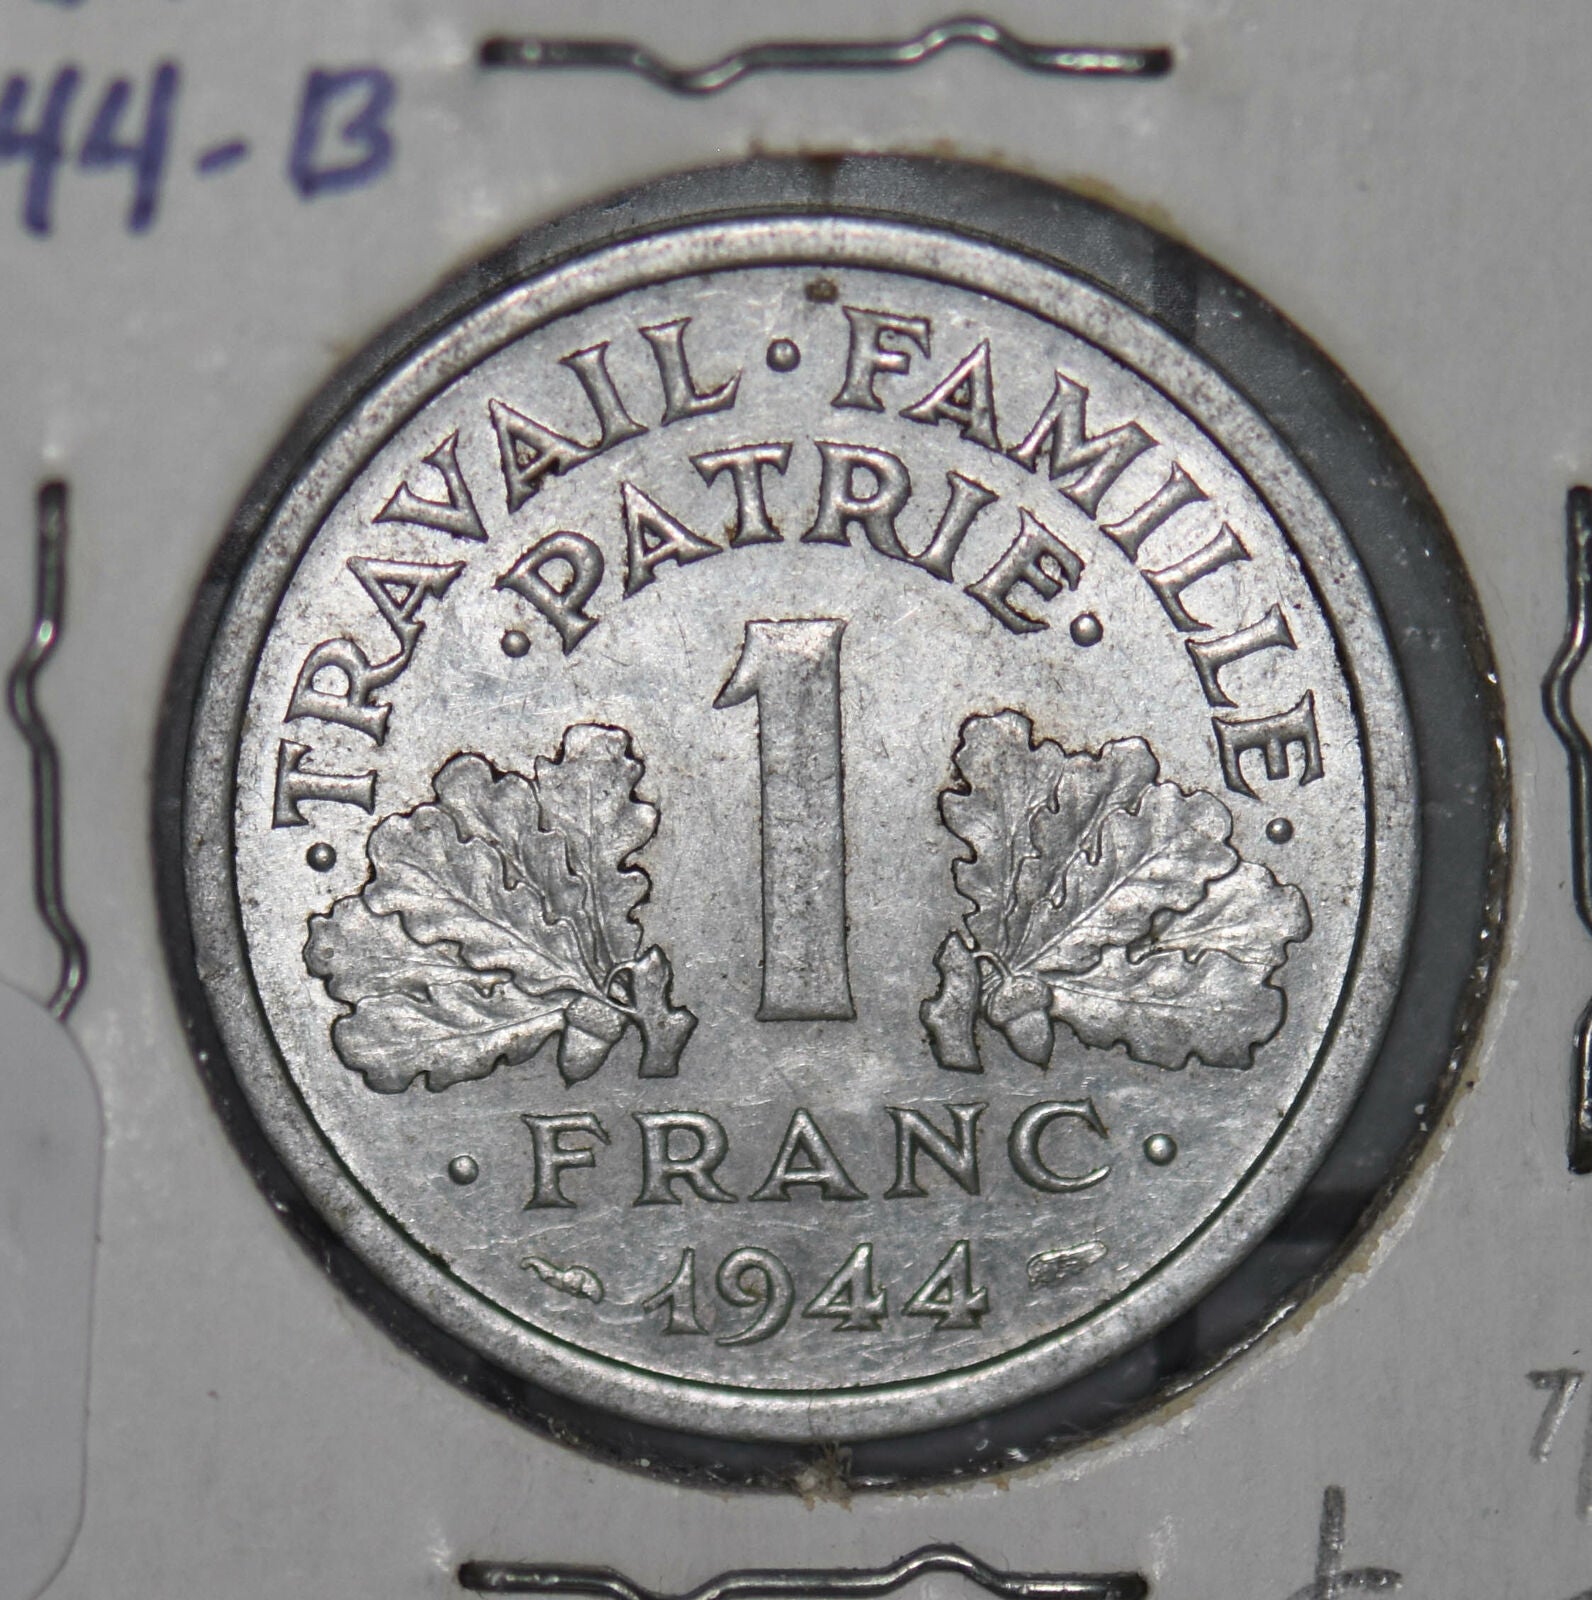 44-B
· TRAVAIL · FAMILLE ·
· PATRIE ·
1
· FRANC ·
1944